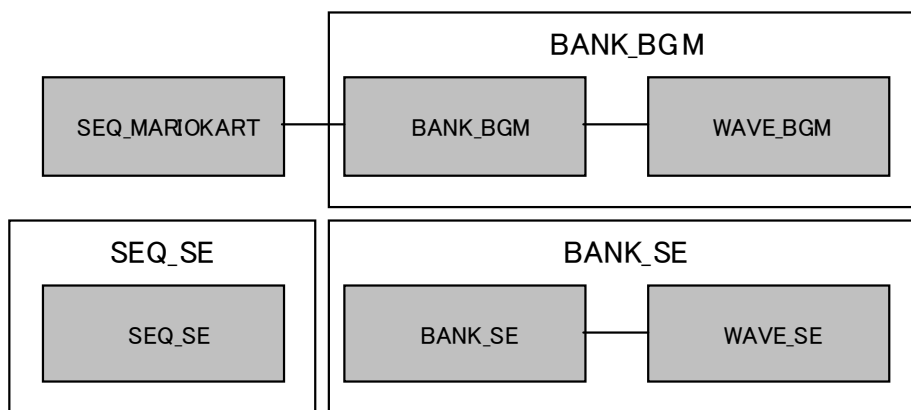 BANK_BGM
SEQ_MARIOKART
BANK_BGM
WAVE_BGM
SEQ_SE
BANK_SE
SEQ_SE
BANK_SE
WAVE_SE